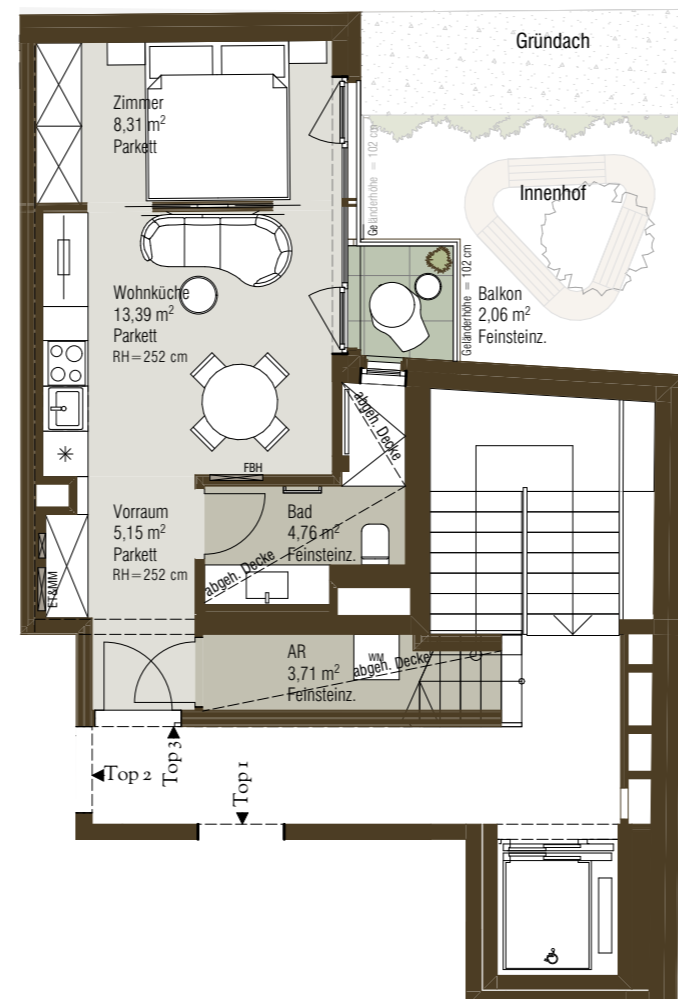 Gründach
Zimmer
8,31 m²
Parkett
Geländerhöhe = 102 cm
Innenhof
Wohnküche
13,39 m²
Parkett
RH=252 cm
Geländerhöhe = 102 cm
Balkon
2,06 m²
Feinsteinz.
abgeh. Decke
FBH
Vorraum
5,15 m²
Parkett
RH=252 cm
Bad
4,76 m²
Feinsteinz.
abgeh. Decke
ET&MM
AR
3,71 m²
Feinsteinz.
WM
abgeh. Decke
Top 2
Top 3
Top 1